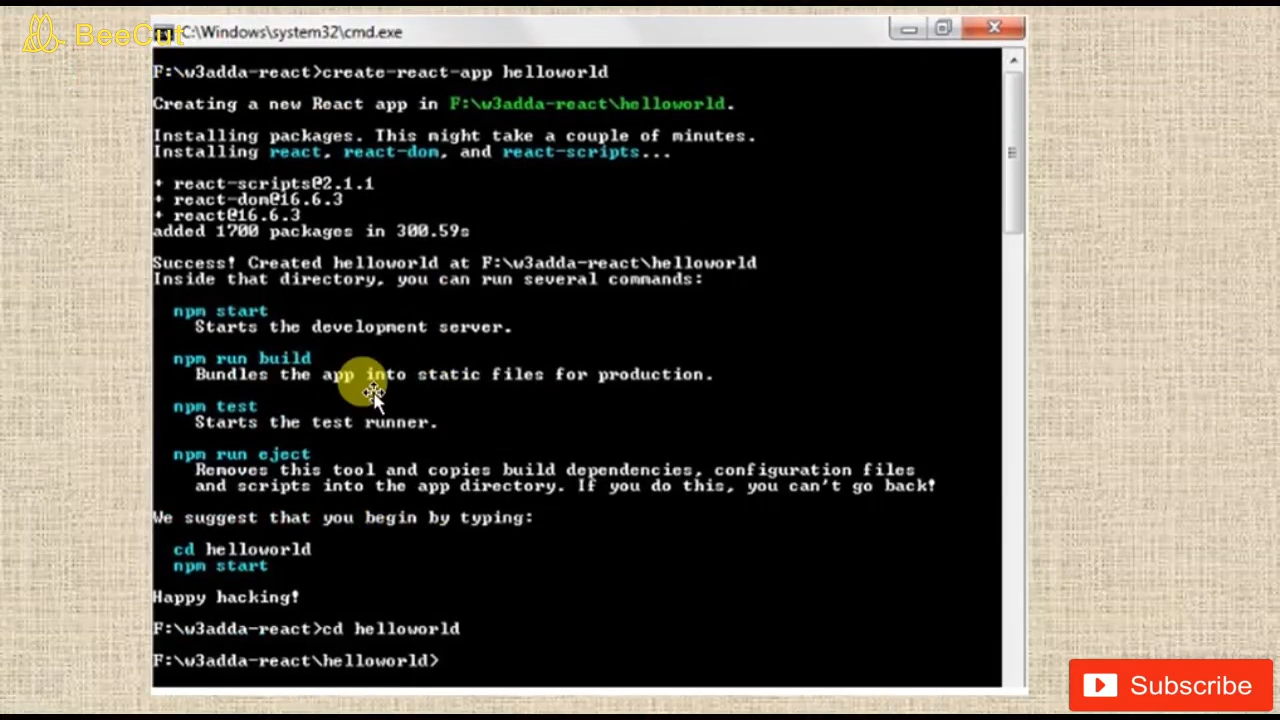 BeeCut
C:\Windows\system32\cmd.exe
F:\w3adda-react>create-react-app helloworld
Creating a new React app in F:\w3adda-react\helloworld.
Installing packages. This might take a couple of minutes.
Installing react, react-dom, and react-scripts...
+ react-scripts@2.1.1
+ react-dom@16.6.3
+ react@16.6.3
added 1700 packages in 300.59s
Success! Created helloworld at F:\w3adda-react\helloworld
Inside that directory, you can run several commands:
npm start
Starts the development server.
npm run build
Bundles the app into static files for production.
npm test
Starts the test runner.
npm run eject
Removes this tool and copies build dependencies, configuration files
and scripts into the app directory. If you do this, you can't go back!
We suggest that you begin by typing:
cd helloworld
npm start
Happy hacking!
F:\w3adda-react>cd helloworld
F:\w3adda-react\helloworld>
Subscribe